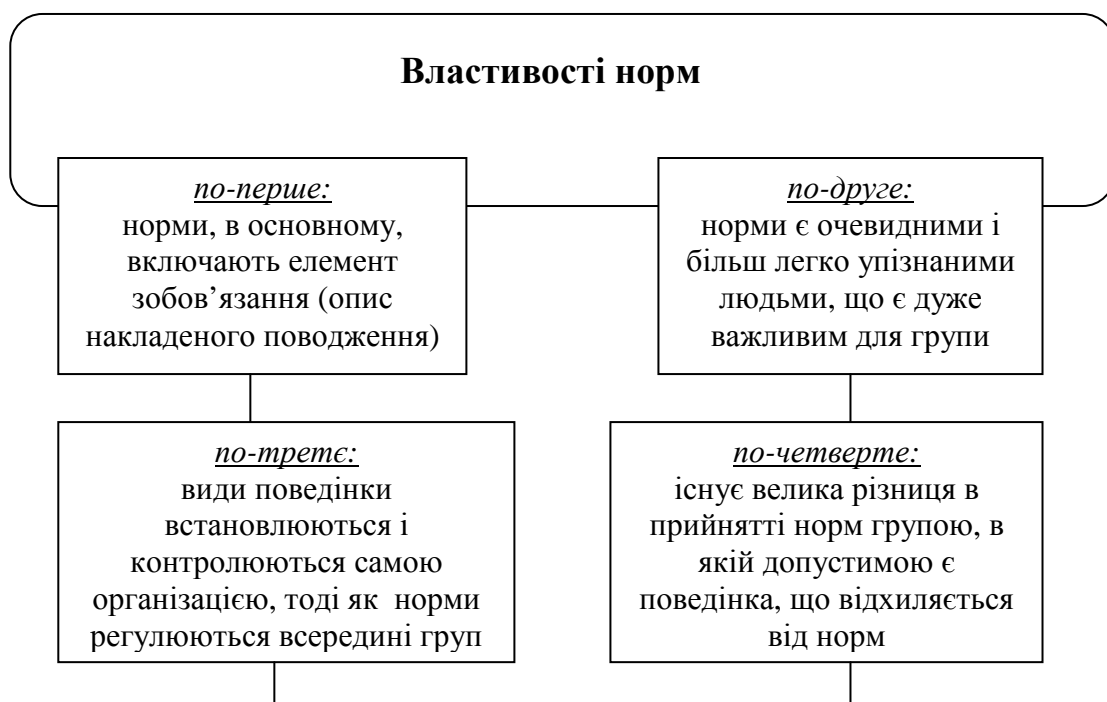 Властивості норм
по-перше:
норми, в основному,
включають елемент
зобов’язання (опис
накладеного поводження)
по-друге:
норми є очевидними і
більш легко упізнаними
людьми, що є дуже
важливим для групи
по-третє:
види поведінки
встановлюються і
контролюються самою
організацією, тоді як норми
регулюються всередині груп
по-четверте:
існує велика різниця в
прийнятті норм групою, в
якій допустимою є
поведінка, що відхиляється
від норм